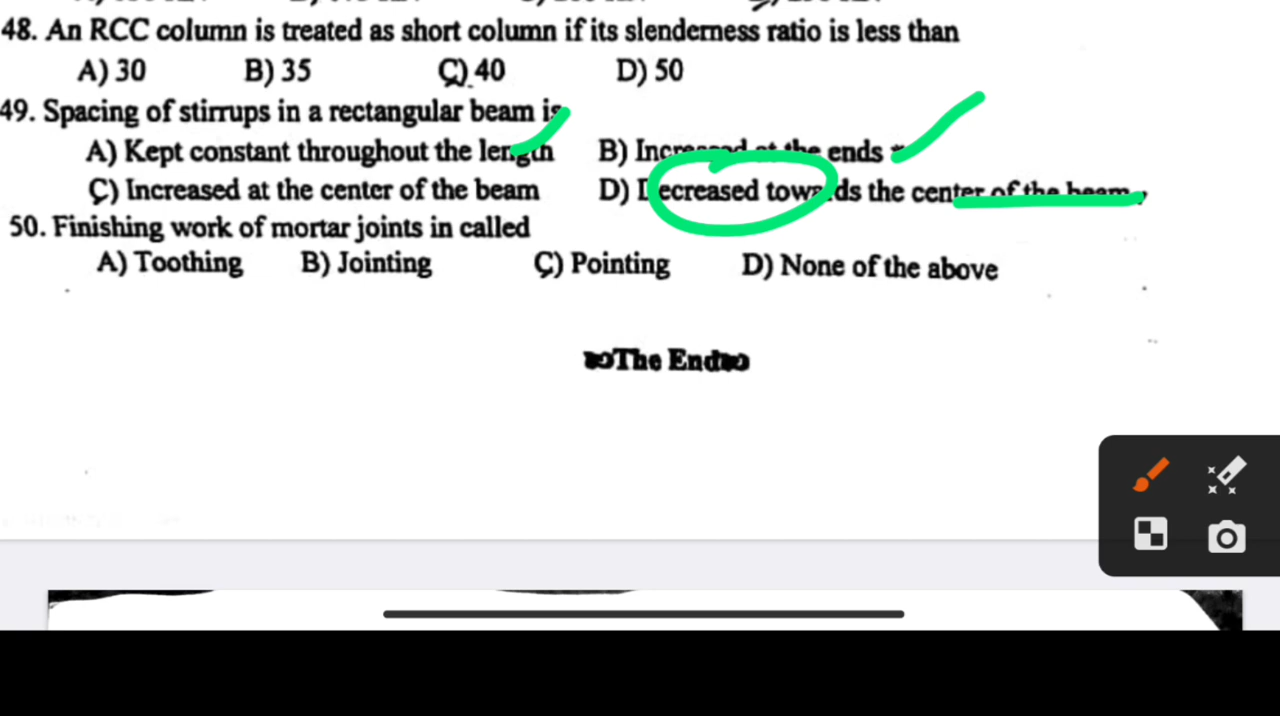 48. An RCC column is treated as short column if its slenderness ratio is less than
A) 30 B) 35 C) 40 D) 50
49. Spacing of stirrups in a rectangular beam is
A) Kept constant throughout the length B) Increased at the ends
C) Increased at the center of the beam D) Decreased towards the center of the beam
50. Finishing work of mortar joints in called
A) Toothing B) Jointing C) Pointing D) None of the above
The End